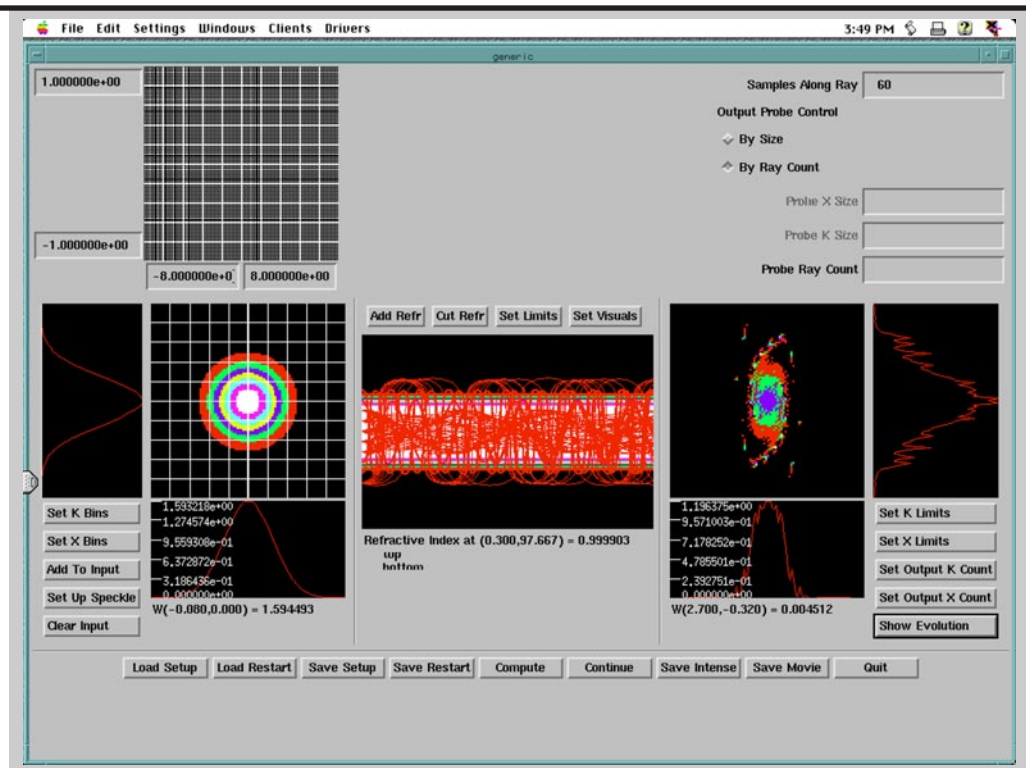 File Edit Settings Windows Clients Drivers 3:49 PM
generic
1.000000e+00
-1.000000e+00
-8.000000e+0
8.000000e+00
Samples Along Ray 60
Output Probe Control
By Size
By Ray Count
Probe X Size
Probe K Size
Probe Ray Count
Add Refr Cut Refr Set Limits Set Visuals
Set K Bins
Set X Bins
Add To Input
Set Up Speckle
Clear Input
1.593218e+00
1.274574e+00
9.559308e-01
6.372872e-01
3.186436e-01
0.000000e+00
W(-0.080,0.000) = 1.594493
Refractive Index at (0.300,97.667) = 0.999903
wp
bottom
1.196375e+00
9.571003e-01
7.178252e-01
4.785501e-01
2.392751e-01
0.000000e+00
W(2.700,-0.320) = 0.004512
Set K Limits
Set X Limits
Set Output K Count
Set Output X Count
Show Evolution
Load Setup Load Restart Save Setup Save Restart Compute Continue Save Intense Save Movie Quit